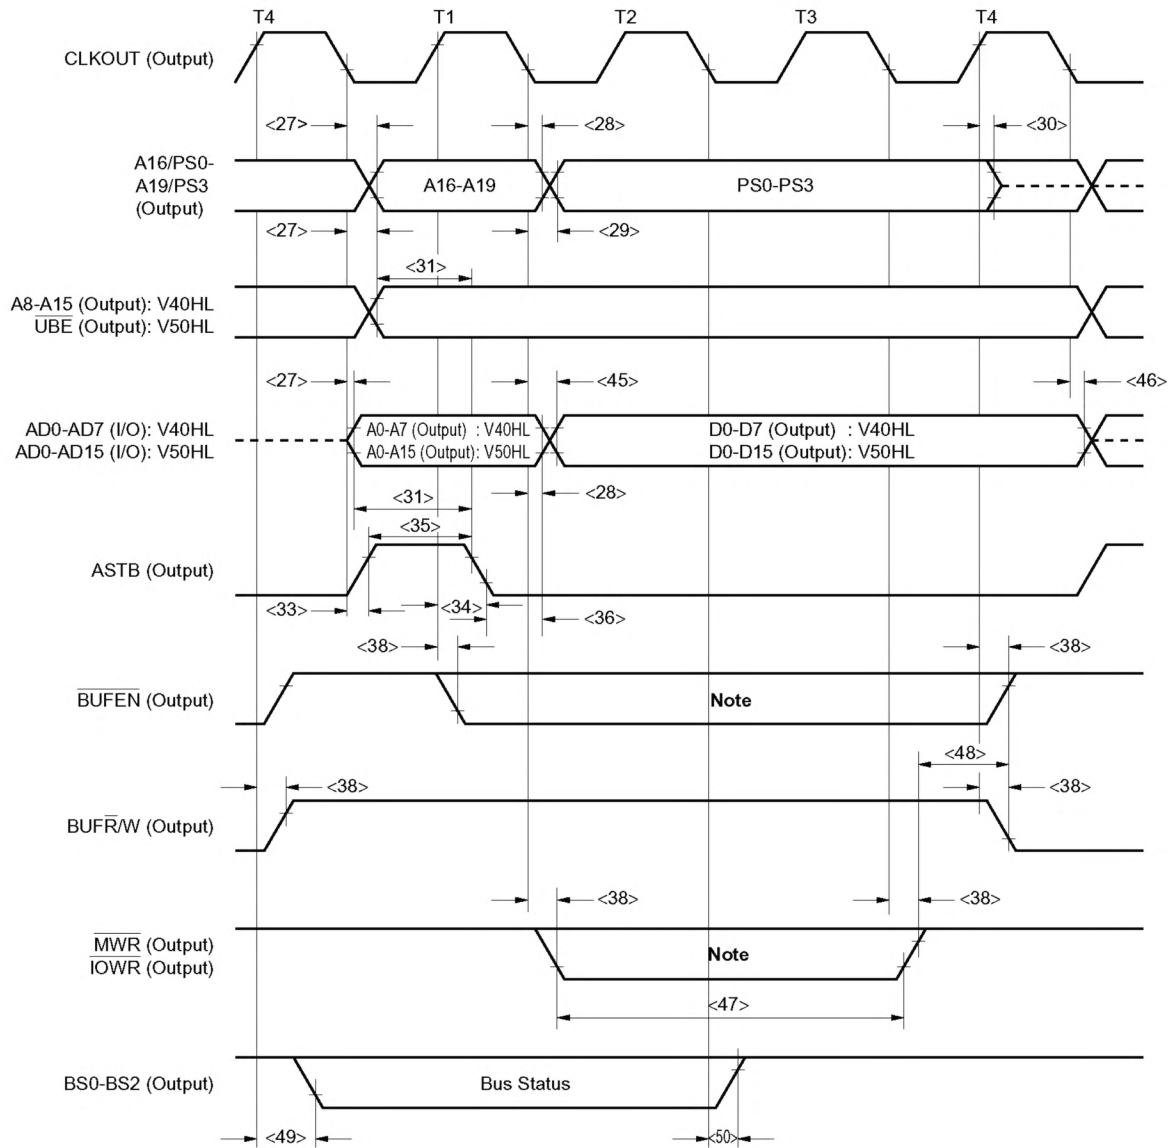 T4 T1 T2 T3 T4
CLKOUT (Output)
<27> <28> <30>
A16/PS0-
A19/PS3
(Output)
A16-A19 PS0-PS3
<27> <29>
<31>
A8-A15 (Output): V40HL
UBE (Output): V50HL
<27> <45> <46>
AD0-AD7 (I/O): V40HL
AD0-AD15 (I/O): V50HL
A0-A7 (Output) : V40HL
A0-A15 (Output): V50HL
D0-D7 (Output) : V40HL
D0-D15 (Output): V50HL
<31> <28>
<35>
ASTB (Output)
<33> <34> <36>
<38> <38>
BUFEN (Output) Note
<48>
<38> <38>
BUFR/W (Output)
<38> <38>
MWR (Output)
IOWR (Output)
Note
<47>
BS0-BS2 (Output) Bus Status
<49> <50>